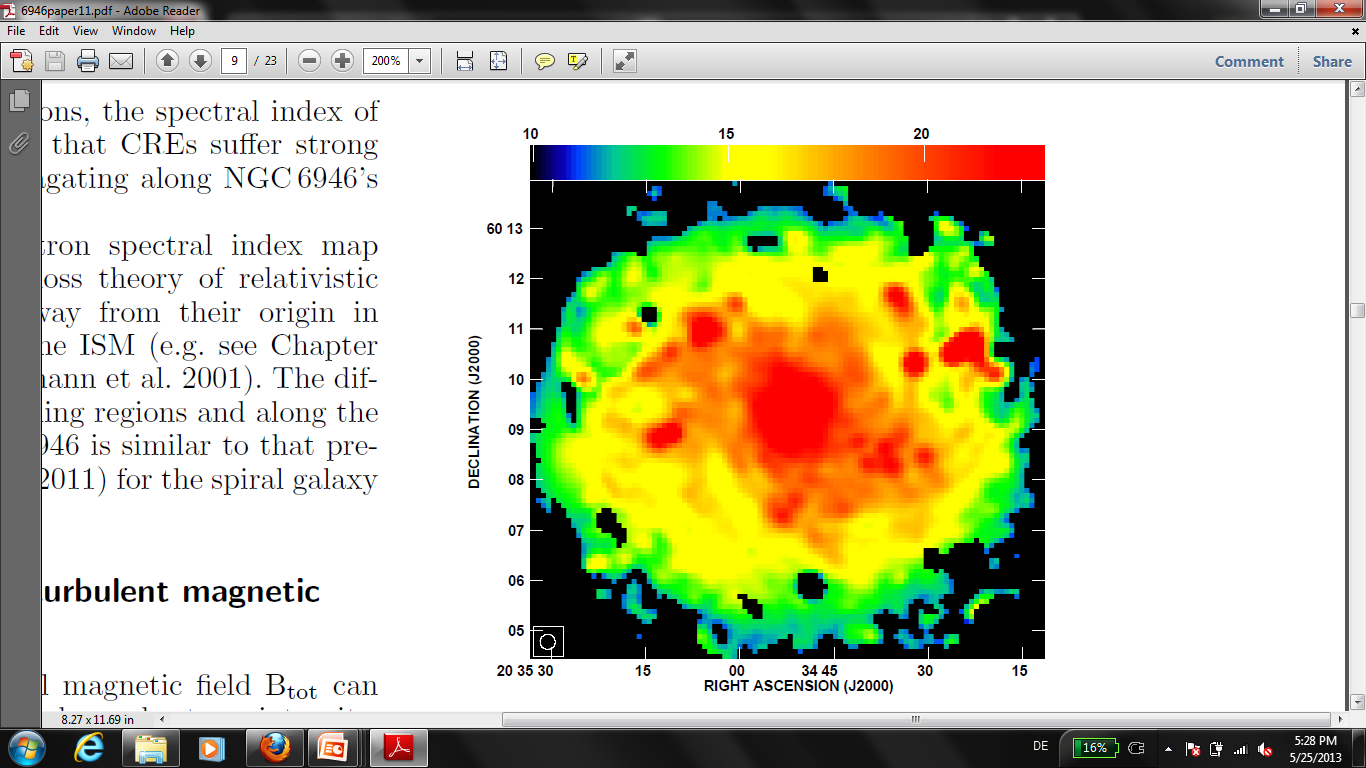 6946paper11.pdf - Adobe Reader
File Edit View Window Help
9 / 23 200% Comment Share
ons, the spectral index of
that CREs suffer strong
agating along NGC 6946's
tron spectral index map
loss theory of relativistic
way from their origin in
he ISM (e.g. see Chapter
mann et al. 2001). The dif-
ning regions and along the
946 is similar to that pre-
2011) for the spiral galaxy
urbulent magnetic
l magnetic field Btot can
10 15 20
60 13
12
11
10
09
08
07
06
05
DECLINATION (J2000)
20 35 30 15 00 34 45 30 15
RIGHT ASCENSION (J2000)
8.27 x 11.69 in
DE 16% 5:28 PM
5/25/2013